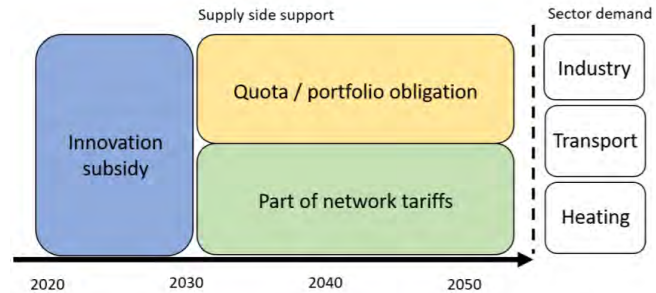 Supply side support
Sector demand
Innovation
subsidy
Quota / portfolio obligation
Part of network tariffs
Industry
Transport
Heating
2020
2030
2040
2050